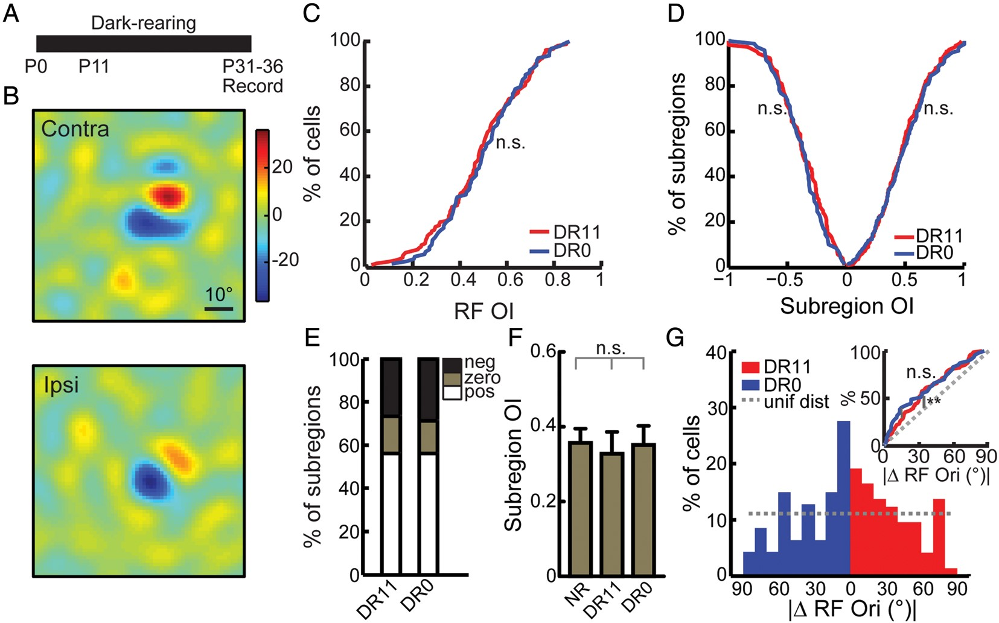 A
Dark-rearing
P0 P11 P31-36
Record
B
Contra
10°
20
0
-20
Ipsi
C
100
80
60
40
20
0
% of cells
n.s.
DR11
DR0
0 0.2 0.4 0.6 0.8 1
RF OI
D
100
80
60
40
20
0
% of subregions
n.s. n.s.
DR11
DR0
−1 −0.5 0 0.5 1
Subregion OI
E
100
80
60
40
20
0
% of subregions
neg
zero
pos
DR11 DR0
F
0.6
0.4
0.2
0
Subregion OI
n.s.
NR DR11 DR0
G
40
30
20
10
0
% of cells
DR11
DR0
unif dist
90 60 30 0 30 60 90
|Δ RF Ori (°)|
100
50
0
%
n.s.
**
0 30 60 90
|Δ RF Ori (°)|